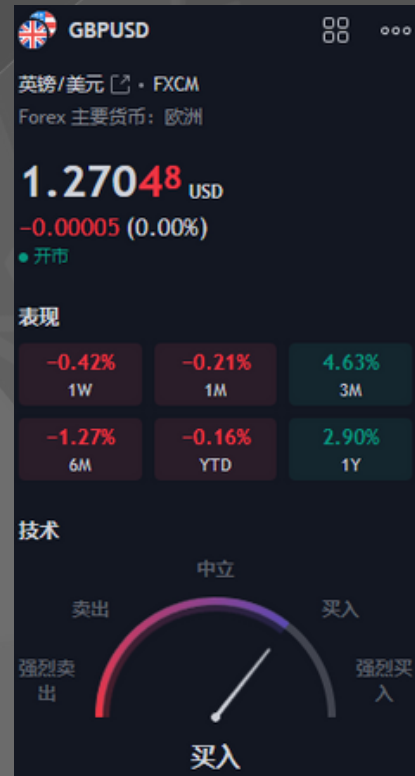 GBPUSD
英镑/美元 • FXCM
Forex 主要货币：欧洲
1.27048 USD
−0.00005 (0.00%)
开市
表现
−0.42% −0.21% 4.63%
1W 1M 3M
−1.27% −0.16% 2.90%
6M YTD 1Y
技术
中立
卖出 买入
强烈卖出 强烈买入
买入